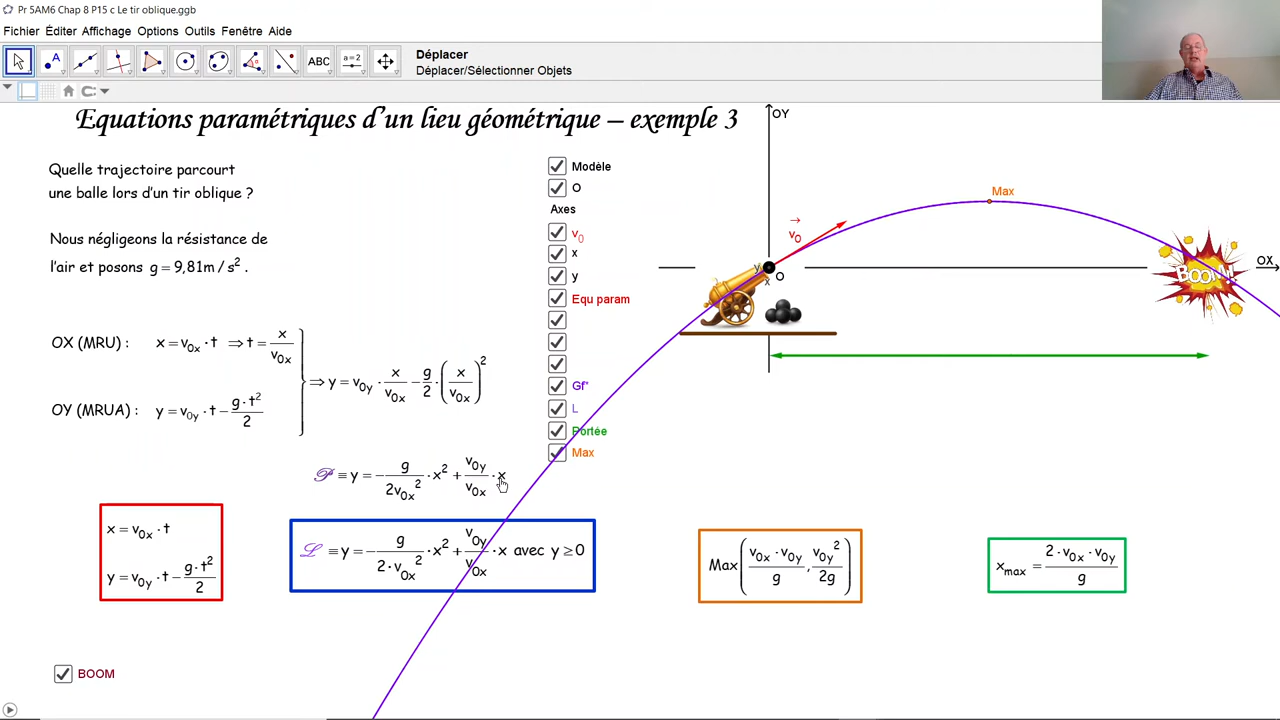 Pr 5AM6 Chap 8 P15 c Le tir oblique.ggb
Fichier Éditer Affichage Options Outils Fenêtre Aide
ABC a=2 Déplacer
Déplacer/Sélectionner Objets
Equations paramétriques d'un lieu géométrique – exemple 3
Quelle trajectoire parcourt
une balle lors d'un tir oblique ?
Nous négligeons la résistance de
l'air et posons g = 9,81m / s² .
OX (MRU) : x = v₀ₓ · t ⇒ t = x / v₀ₓ
OY (MRUA) : y = v₀y · t − g · t² / 2
⇒ y = v₀y · x / v₀ₓ − g / 2 · (x / v₀ₓ)²
𝒫 ≡ y = − g / 2v₀ₓ² · x² + v₀y / v₀ₓ · x
x = v₀ₓ · t
y = v₀y · t − g · t² / 2
ℒ ≡ y = − g / 2 · v₀ₓ² · x² + v₀y / v₀ₓ · x avec y ≥ 0
Max (v₀ₓ · v₀y / g , v₀y² / 2g)
xmax = 2 · v₀ₓ · v₀y / g
BOOM
Modèle
O
Axes
v₀
x
y
Equ param
Gf*
L
Portée
Max
OY
Max
v₀
y
O
x
OX
BOOM!